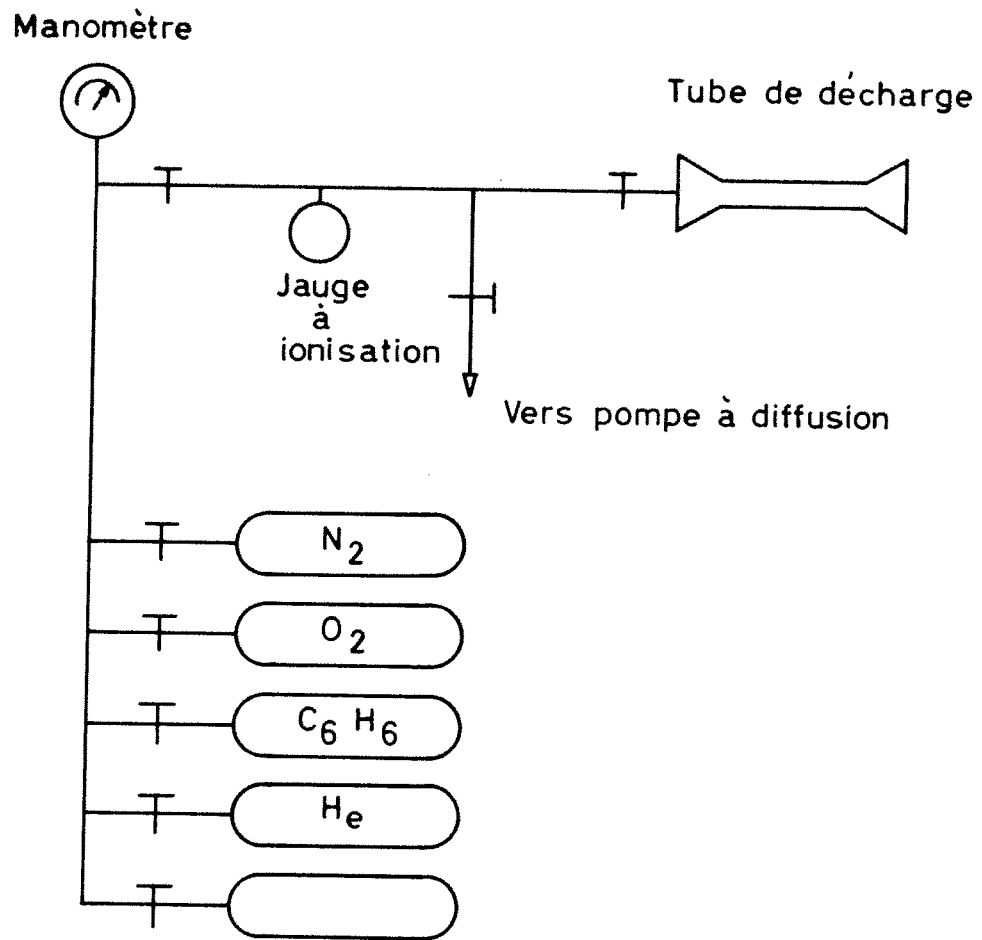 Manomètre
Tube de décharge
Jauge
à
ionisation
Vers pompe à diffusion
N2
O2
C6 H6
He